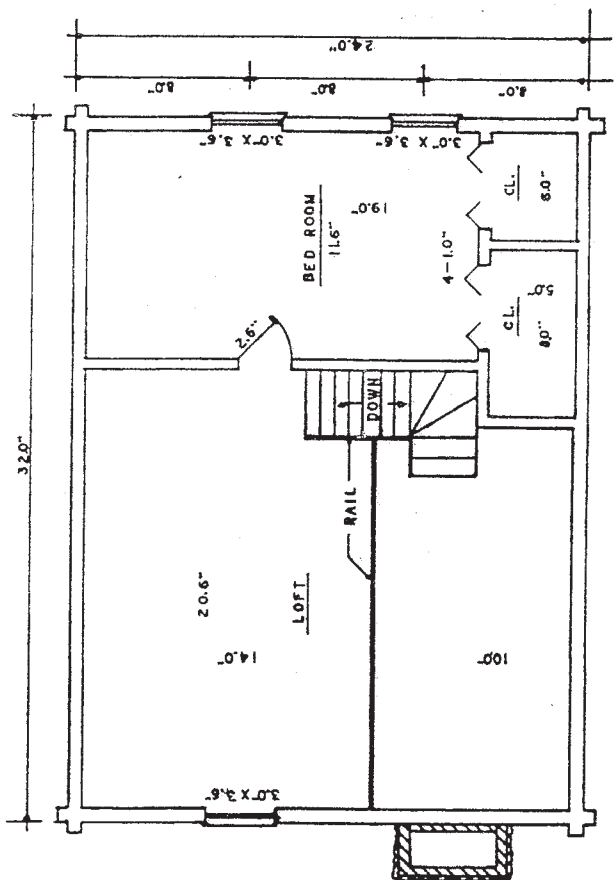 24.0"
8.0"
8.0"
8.0"
32.0"
3.0" X 3.6"
3.0" X 3.6"
BED ROOM
11.6"
19.0"
CL.
6.0"
4-1.0"
CL.
5.0"
8.0"
2.6"
DOWN
RAIL
LOFT
20.6"
14.0"
10.0"
3.0" X 3.6"